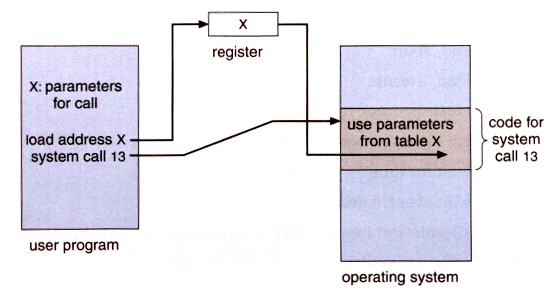 X
register
X: parameters
for call
load address X
system call 13
user program
use parameters
from table X
code for
system
call 13
operating system